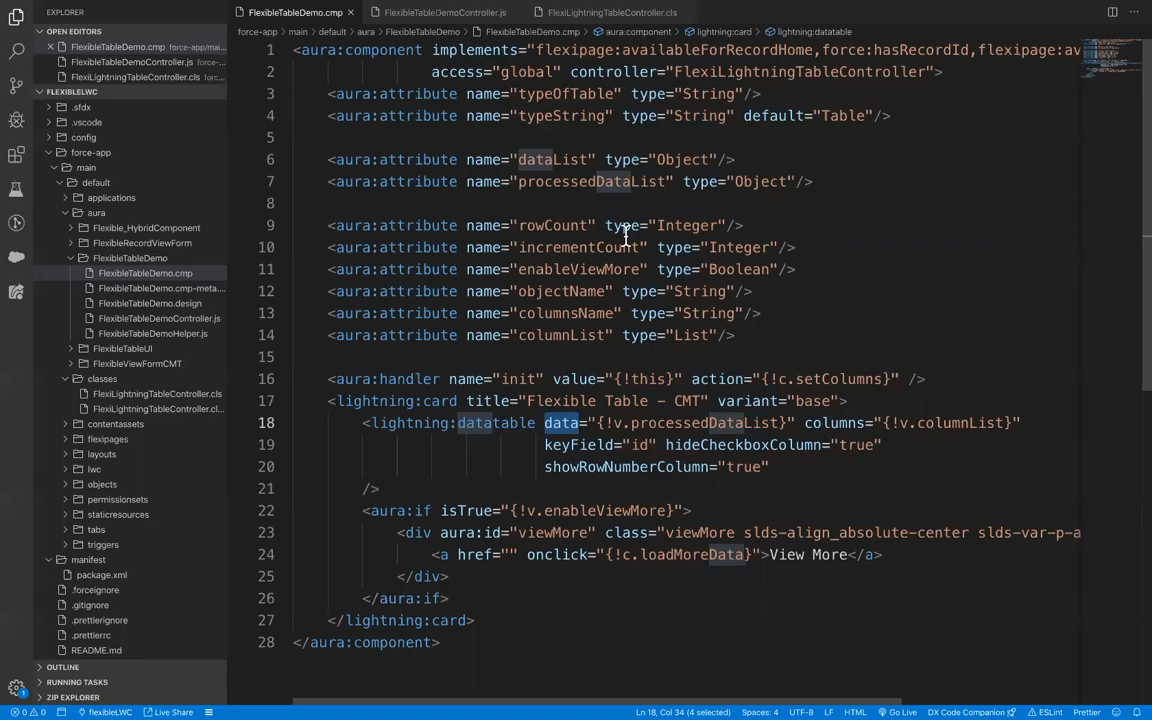 EXPLORER
OPEN EDITORS
FlexibleTableDemo.cmp force-app/main...
FlexibleTableDemoController.js force-...
FlexiLightningTableController.cls forc...
FLEXIBLELWC
.sfdx
.vscode
config
force-app
main
default
applications
aura
Flexible_HybridComponent
FlexibleRecordViewForm
FlexibleTableDemo
FlexibleTableDemo.cmp
FlexibleTableDemo.cmp-meta....
FlexibleTableDemo.design
FlexibleTableDemoController.js
FlexibleTableDemoHelper.js
FlexibleTableUI
FlexibleViewFormCMT
classes
FlexiLightningTableController.cls
FlexiLightningTableController.cl...
contentassets
flexipages
layouts
lwc
objects
permissionsets
staticresources
tabs
triggers
manifest
package.xml
.forceignore
.gitignore
.prettierignore
.prettierrc
README.md
OUTLINE
RUNNING TASKS
ZIP EXPLORER
FlexibleTableDemo.cmp FlexibleTableDemoController.js FlexiLightningTableController.cls
force-app > main > default > aura > FlexibleTableDemo > FlexibleTableDemo.cmp > aura:component > lightning:card > lightning:datatable
1 <aura:component implements="flexipage:availableForRecordHome,force:hasRecordId,flexipage:av
2 access="global" controller="FlexiLightningTableController">
3 <aura:attribute name="typeOfTable" type="String"/>
4 <aura:attribute name="typeString" type="String" default="Table"/>
5
6 <aura:attribute name="dataList" type="Object"/>
7 <aura:attribute name="processedDataList" type="Object"/>
8
9 <aura:attribute name="rowCount" type="Integer"/>
10 <aura:attribute name="incrementCount" type="Integer"/>
11 <aura:attribute name="enableViewMore" type="Boolean"/>
12 <aura:attribute name="objectName" type="String"/>
13 <aura:attribute name="columnsName" type="String"/>
14 <aura:attribute name="columnList" type="List"/>
15
16 <aura:handler name="init" value="{!this}" action="{!c.setColumns}" />
17 <lightning:card title="Flexible Table – CMT" variant="base">
18 <lightning:datatable data="{!v.processedDataList}" columns="{!v.columnList}"
19 keyField="id" hideCheckboxColumn="true"
20 showRowNumberColumn="true"
21 />
22 <aura:if isTrue="{!v.enableViewMore}">
23 <div aura:id="viewMore" class="viewMore slds-align_absolute-center slds-var-p-a
24 <a href="" onclick="{!c.loadMoreData}">View More</a>
25 </div>
26 </aura:if>
27 </lightning:card>
28 </aura:component>
1
0 0 flexibleLWC Live Share Ln 18, Col 34 (4 selected) Spaces: 4 UTF-8 LF HTML Go Live DX Code Companion ESLint Prettier